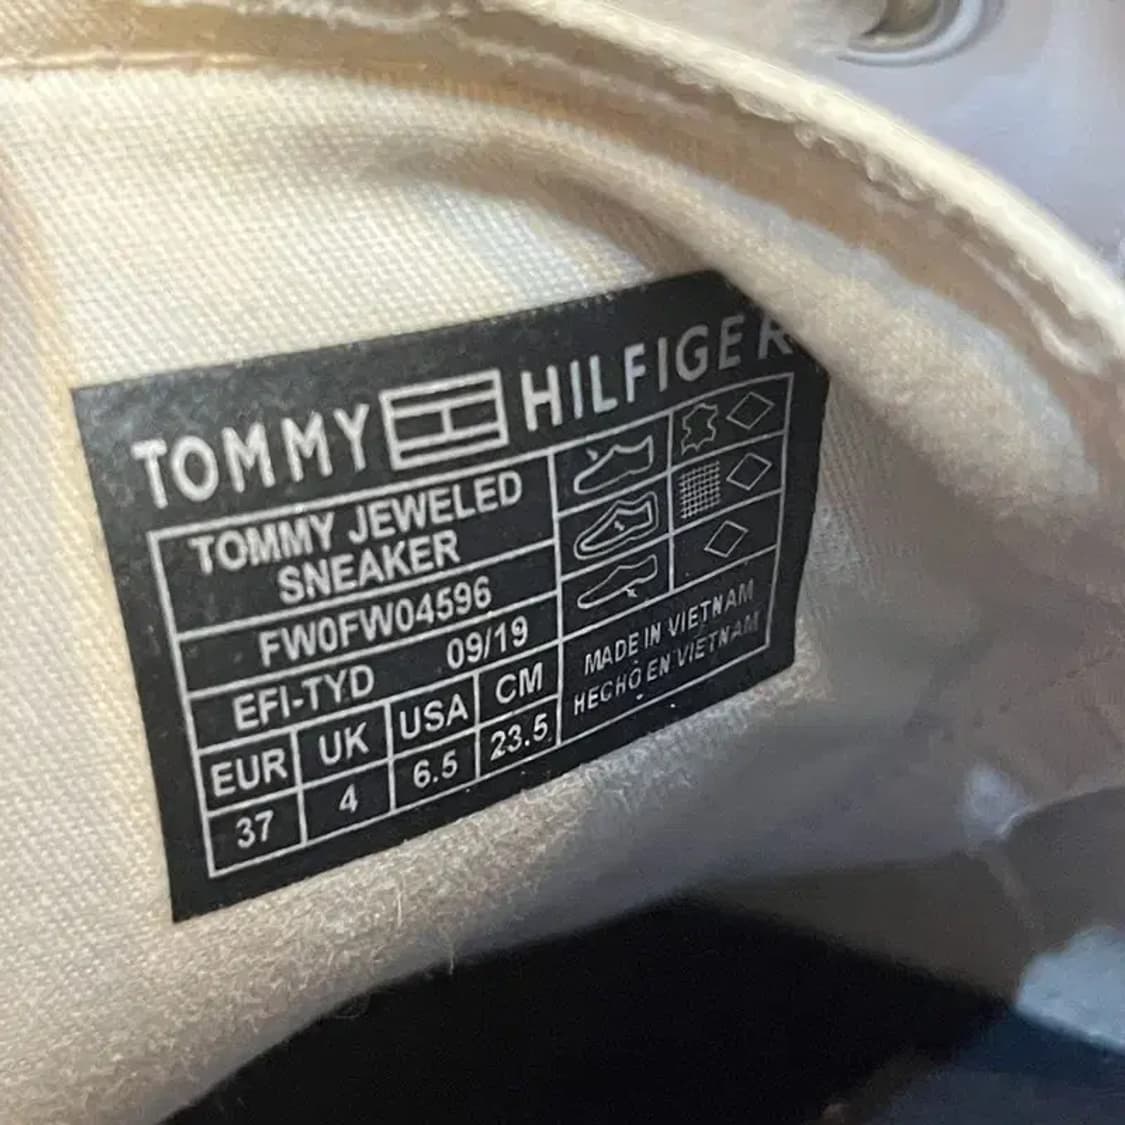 TOMMY HILFIGER
TOMMY JEWELED
SNEAKER
FW0FW04596
EFI-TYD 09/19
EUR UK USA CM
37 4 6.5 23.5
MADE IN VIETNAM
HECHO EN VIETNAM